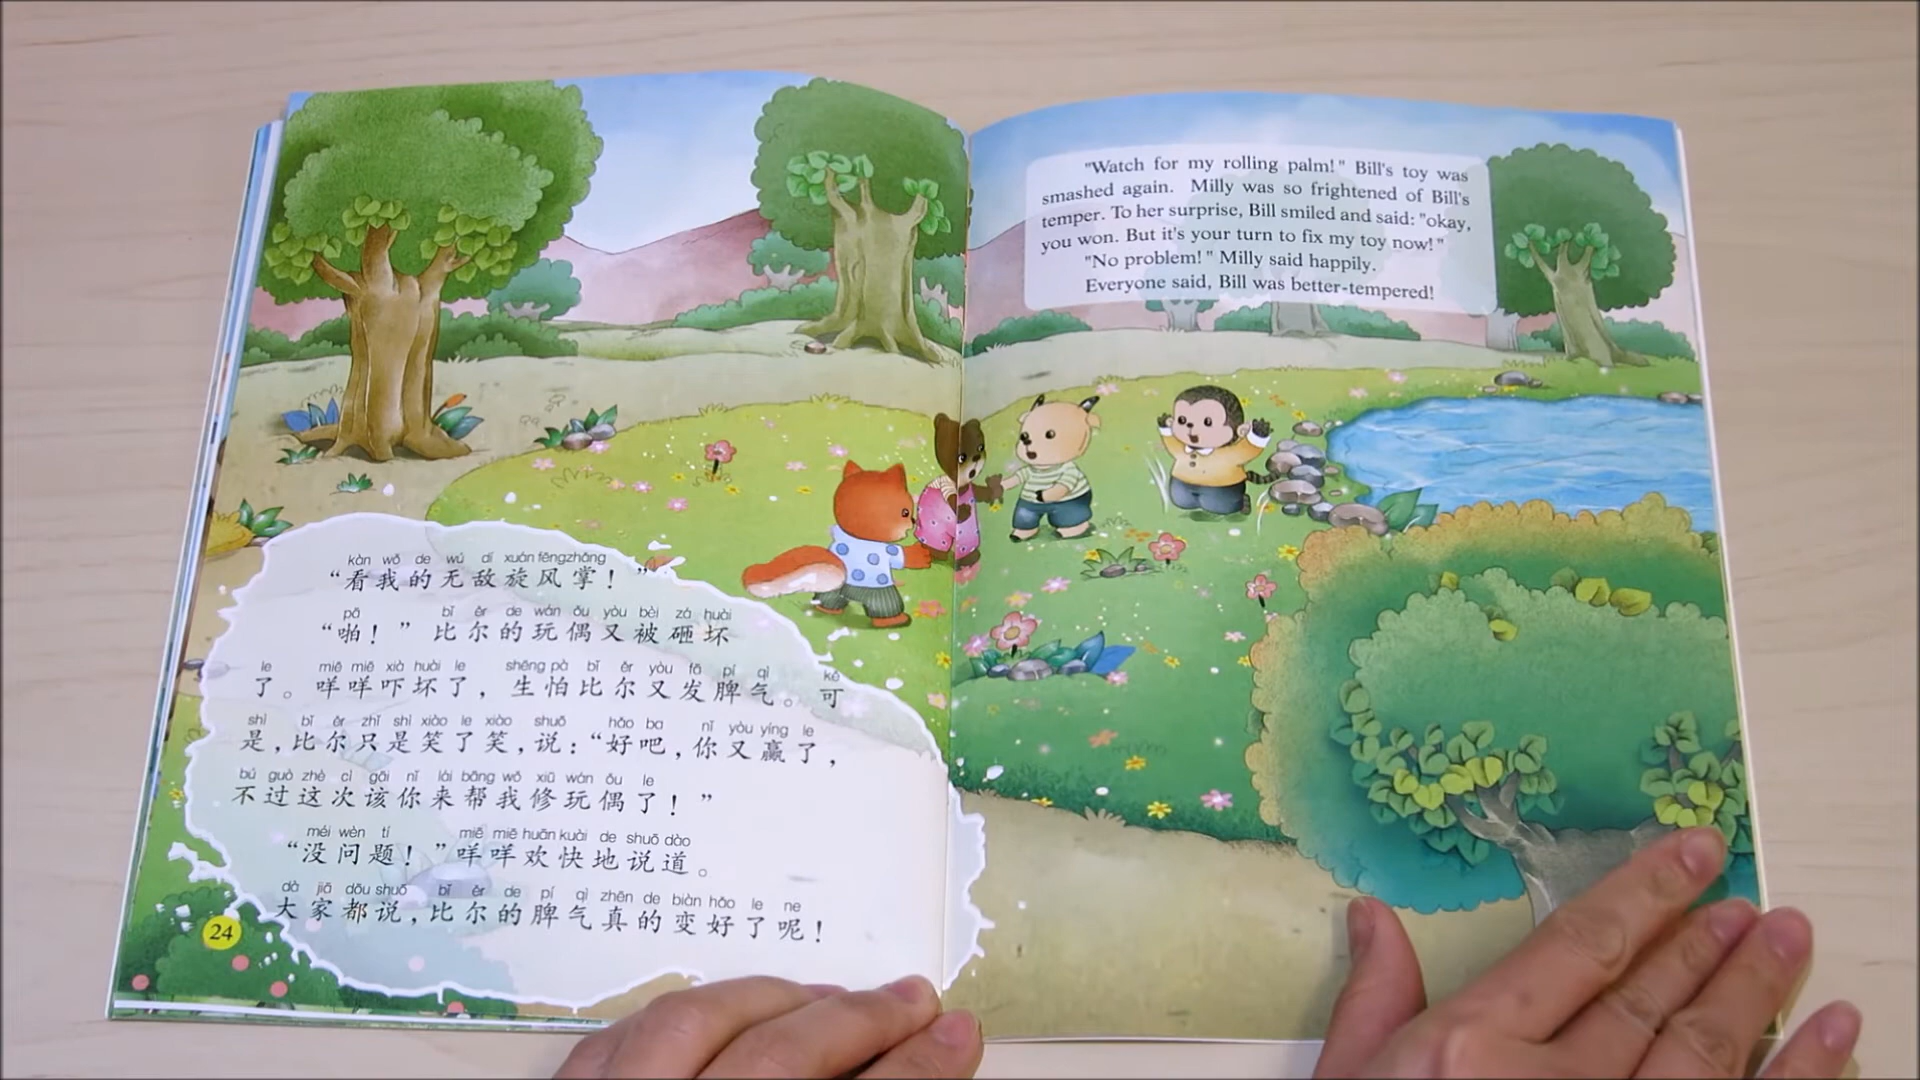 kàn wǒ de wú dí xuán fēng zhǎng
“看我的无敌旋风掌！”
pā bǐ ěr de wán ǒu yòu bèi zá huài
“啪！”比尔的玩偶又被砸坏
le miē miē xià huài le shēng pà bǐ ěr yòu fā pí qì kě
了。咩咩吓坏了，生怕比尔又发脾气。可
shì bǐ ěr zhǐ shì xiào le xiào shuō hǎo ba nǐ yòu yíng le
是，比尔只是笑了笑，说：“好吧，你又赢了，
bú guò zhè cì gāi nǐ lái bāng wǒ xiū wán ǒu le
不过这次该你来帮我修玩偶了！”
méi wèn tí miē miē huān kuài de shuō dào
“没问题！”咩咩欢快地说道。
dà jiā dōu shuō bǐ ěr de pí qì zhēn de biàn hǎo le ne
大家都说，比尔的脾气真的变好了呢！
24
"Watch for my rolling palm!" Bill's toy was
smashed again. Milly was so frightened of Bill's
temper. To her surprise, Bill smiled and said: "okay,
you won. But it's your turn to fix my toy now!"
"No problem!" Milly said happily.
Everyone said, Bill was better-tempered!